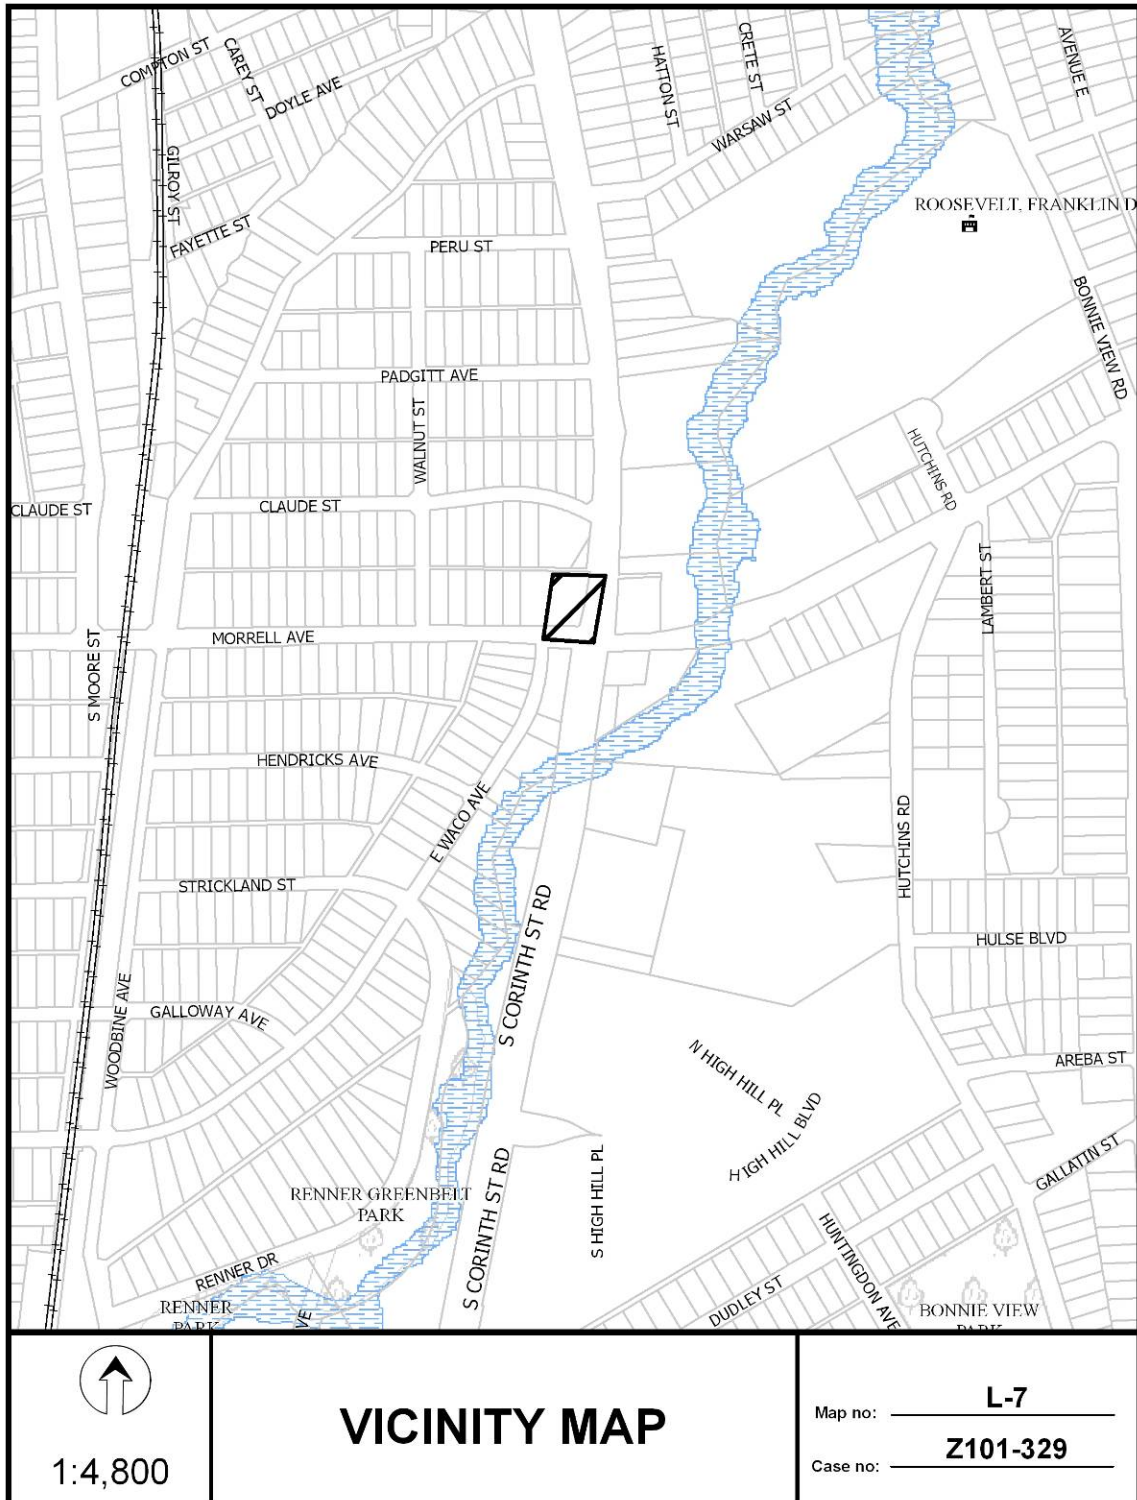 COMPTON ST
CAREY ST
DOYLE AVE
HATTON ST
CRETE ST
WARSAW ST
AVENUE E
GILROY ST
FAYETTE ST
PERU ST
ROOSEVELT, FRANKLIN D
BONNIE VIEW RD
PADGITT AVE
WALNUT ST
HUTCHINS RD
CLAUDE ST
CLAUDE ST
LAMBERT ST
MORRELL AVE
S MOORE ST
HENDRICKS AVE
E WACO AVE
HUTCHINS RD
STRICKLAND ST
S CORINTH ST RD
HULSE BLVD
WOODBINE AVE
GALLOWAY AVE
N HIGH HILL PL
AREBA ST
HIGH HILL BLVD
GALLATIN ST
S CORINTH ST RD
S HIGH HILL PL
RENNER GREENBELT
PARK
RENNER DR
HUNTINGDON AVE
DUDLEY ST
RENNER
PARK
VE
BONNIE VIEW
PARK
1:4,800
VICINITY MAP
Map no: L-7
Case no: Z101-329